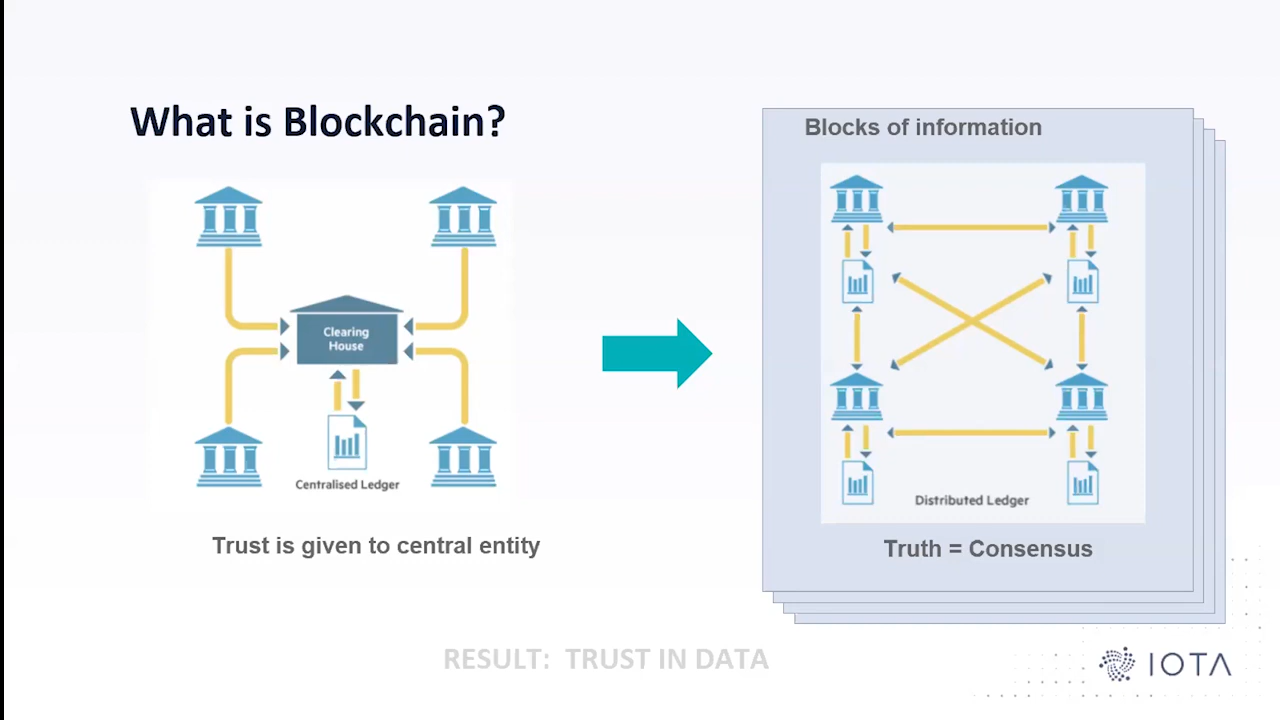 What is Blockchain?
Clearing
House
Centralised Ledger
Trust is given to central entity
Blocks of information
Distributed Ledger
Truth = Consensus
RESULT: TRUST IN DATA
IOTA